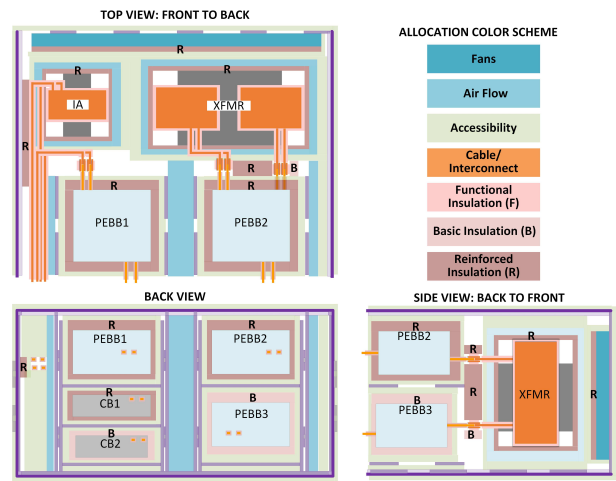 TOP VIEW: FRONT TO BACK
R
R
R
IA
XFMR
R
R
B
R
R
PEBB1
PEBB2
ALLOCATION COLOR SCHEME
Fans
Air Flow
Accessibility
Cable/
Interconnect
Functional
Insulation (F)
Basic Insulation (B)
Reinforced
Insulation (R)
BACK VIEW
R
R
PEBB1
PEBB2
R
R
B
CB1
PEBB3
B
CB2
SIDE VIEW: BACK TO FRONT
R
R
PEBB2
R
XFMR
B
R
PEBB3
B